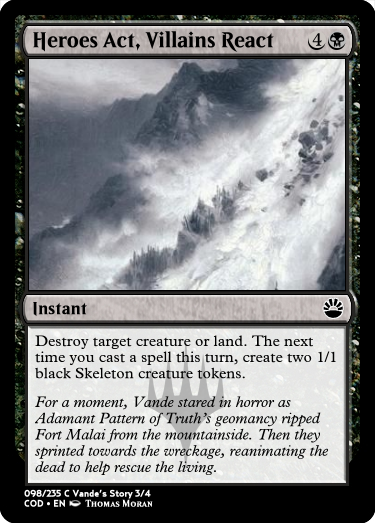 Heroes Act, Villains React 4
Instant
Destroy target creature or land. The next
time you cast a spell this turn, create two 1/1
black Skeleton creature tokens.
For a moment, Vande stared in horror as
Adamant Pattern of Truth's geomancy ripped
Fort Malai from the mountainside. Then they
sprinted towards the wreckage, reanimating the
dead to help rescue the living.
098/235 C Vande's Story 3/4
COD • EN Thomas Moran